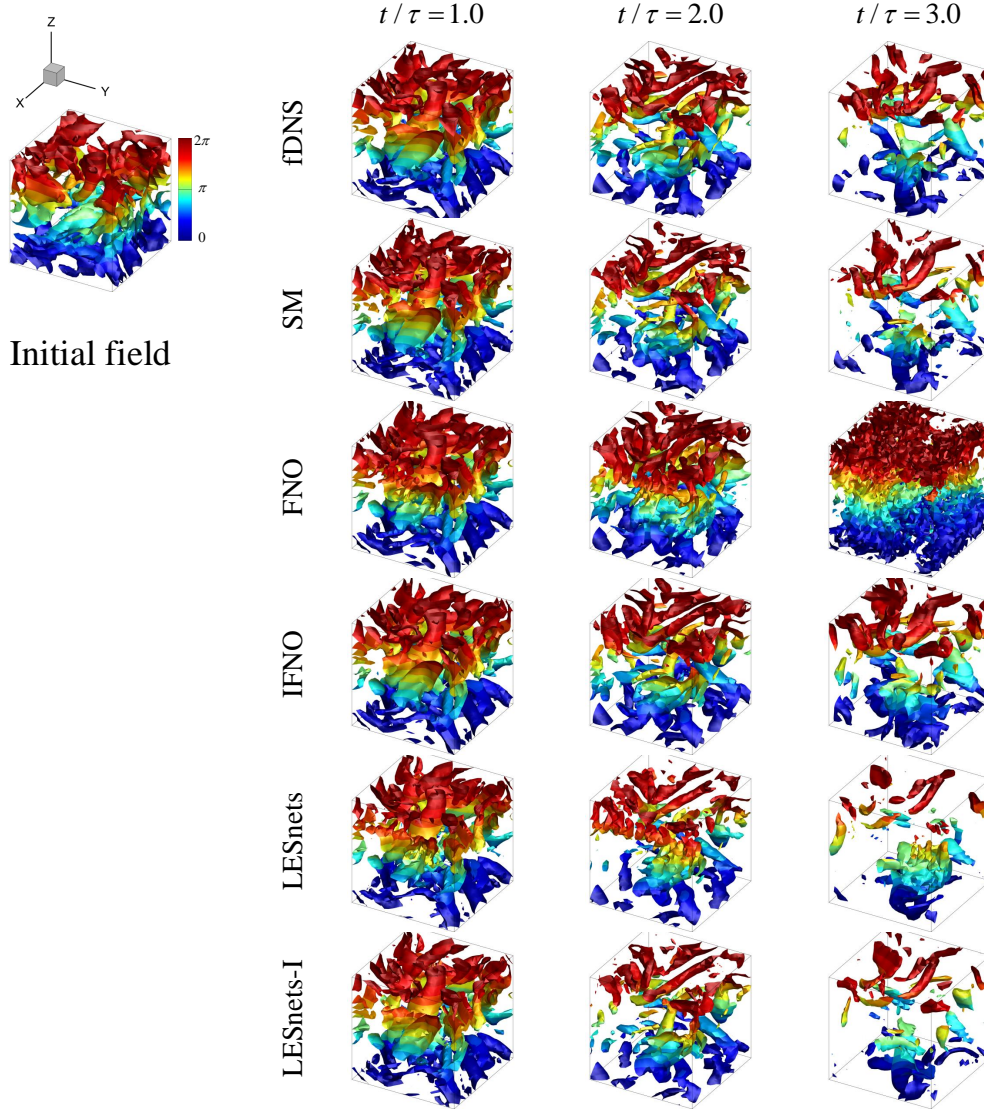 t / τ = 1.0 t / τ = 2.0 t / τ = 3.0
Z
X
Y
2π
π
0
Initial field
fDNS
SM
FNO
IFNO
LESnets
LESnets-I